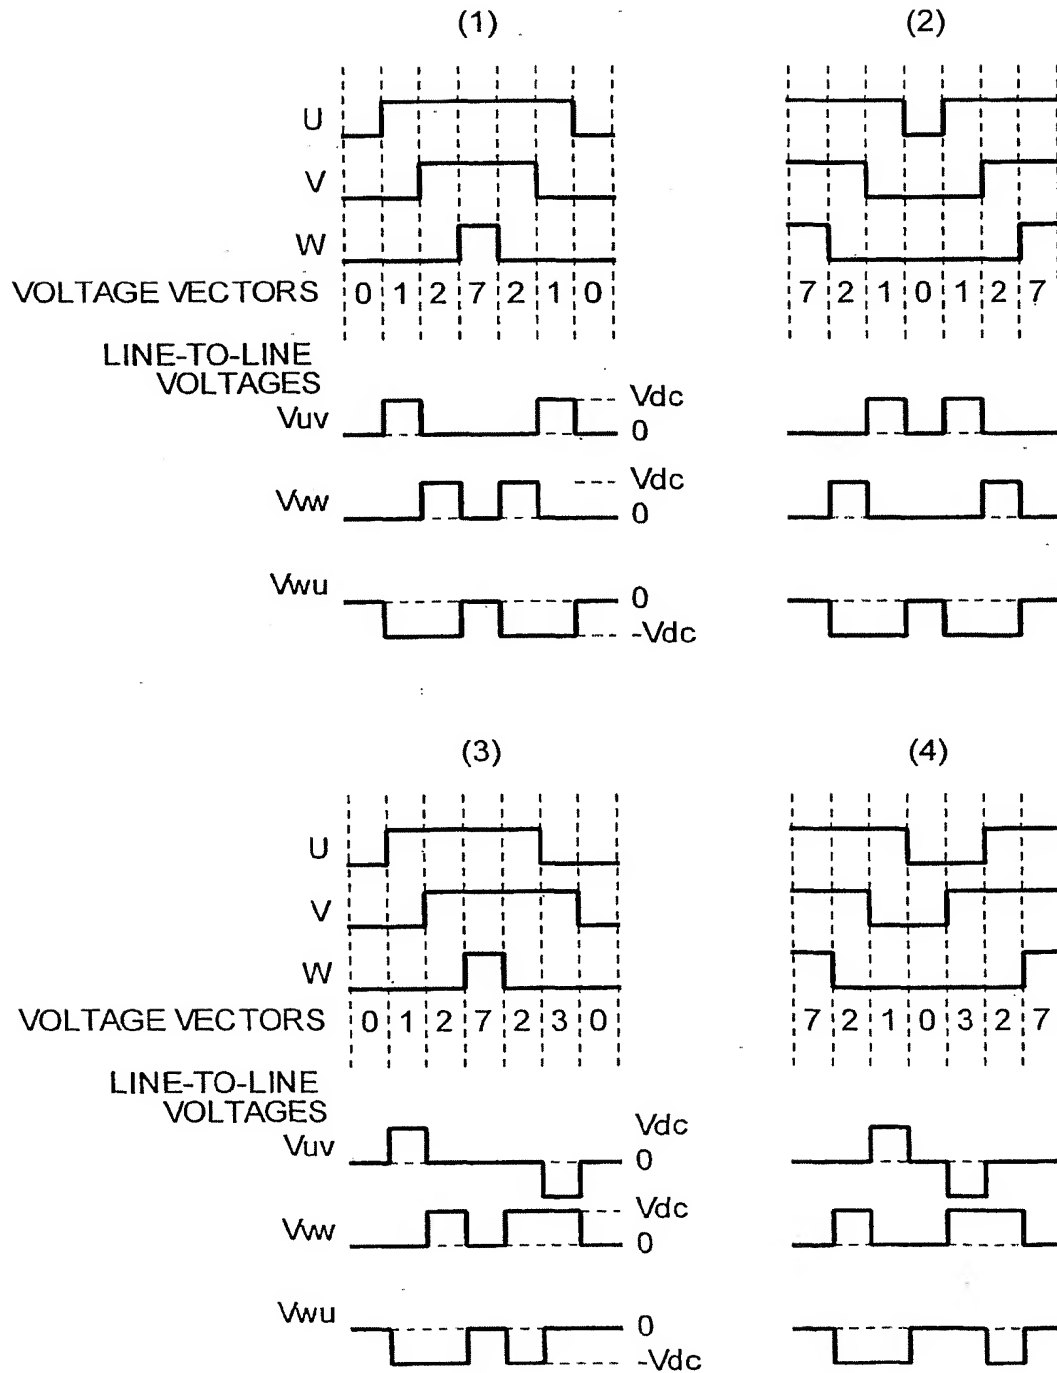 (1) (2)
U
V
W
VOLTAGE VECTORS 0 1 2 7 2 1 0 7 2 1 0 1 2 7
LINE-TO-LINE
VOLTAGES
Vuv Vdc
0
Vvw Vdc
0
Vwu 0
-Vdc
(3) (4)
U
V
W
VOLTAGE VECTORS 0 1 2 7 2 3 0 7 2 1 0 3 2 7
LINE-TO-LINE
VOLTAGES
Vuv Vdc
0
Vvw Vdc
0
Vwu 0
-Vdc